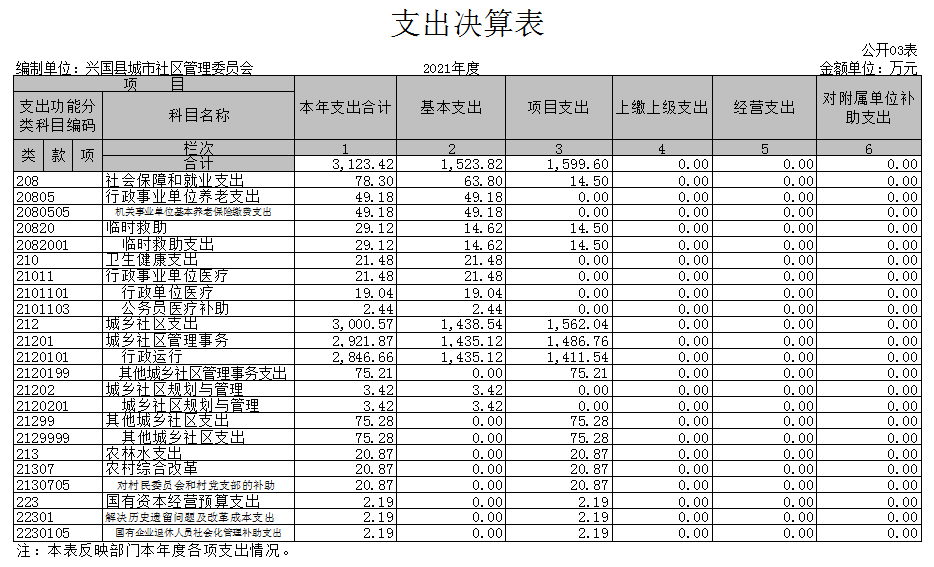 支出决算表
公开03表
编制单位：兴国县城市社区管理委员会 2021年度 金额单位：万元
项 目 本年支出合计 基本支出 项目支出 上缴上级支出 经营支出 对附属单位补助支出
支出功能分类科目编码 科目名称
类 款 项 栏次 1 2 3 4 5 6
合计 3,123.42 1,523.82 1,599.60 0.00 0.00 0.00
208 社会保障和就业支出 78.30 63.80 14.50 0.00 0.00 0.00
20805 行政事业单位养老支出 49.18 49.18 0.00 0.00 0.00 0.00
2080505 机关事业单位基本养老保险缴费支出 49.18 49.18 0.00 0.00 0.00 0.00
20820 临时救助 29.12 14.62 14.50 0.00 0.00 0.00
2082001 临时救助支出 29.12 14.62 14.50 0.00 0.00 0.00
210 卫生健康支出 21.48 21.48 0.00 0.00 0.00 0.00
21011 行政事业单位医疗 21.48 21.48 0.00 0.00 0.00 0.00
2101101 行政单位医疗 19.04 19.04 0.00 0.00 0.00 0.00
2101103 公务员医疗补助 2.44 2.44 0.00 0.00 0.00 0.00
212 城乡社区支出 3,000.57 1,438.54 1,562.04 0.00 0.00 0.00
21201 城乡社区管理事务 2,921.87 1,435.12 1,486.76 0.00 0.00 0.00
2120101 行政运行 2,846.66 1,435.12 1,411.54 0.00 0.00 0.00
2120199 其他城乡社区管理事务支出 75.21 0.00 75.21 0.00 0.00 0.00
21202 城乡社区规划与管理 3.42 3.42 0.00 0.00 0.00 0.00
2120201 城乡社区规划与管理 3.42 3.42 0.00 0.00 0.00 0.00
21299 其他城乡社区支出 75.28 0.00 75.28 0.00 0.00 0.00
2129999 其他城乡社区支出 75.28 0.00 75.28 0.00 0.00 0.00
213 农林水支出 20.87 0.00 20.87 0.00 0.00 0.00
21307 农村综合改革 20.87 0.00 20.87 0.00 0.00 0.00
2130705 对村民委员会和村党支部的补助 20.87 0.00 20.87 0.00 0.00 0.00
223 国有资本经营预算支出 2.19 0.00 2.19 0.00 0.00 0.00
22301 解决历史遗留问题及改革成本支出 2.19 0.00 2.19 0.00 0.00 0.00
2230105 国有企业退休人员社会化管理补助支出 2.19 0.00 2.19 0.00 0.00 0.00
注：本表反映部门本年度各项支出情况。